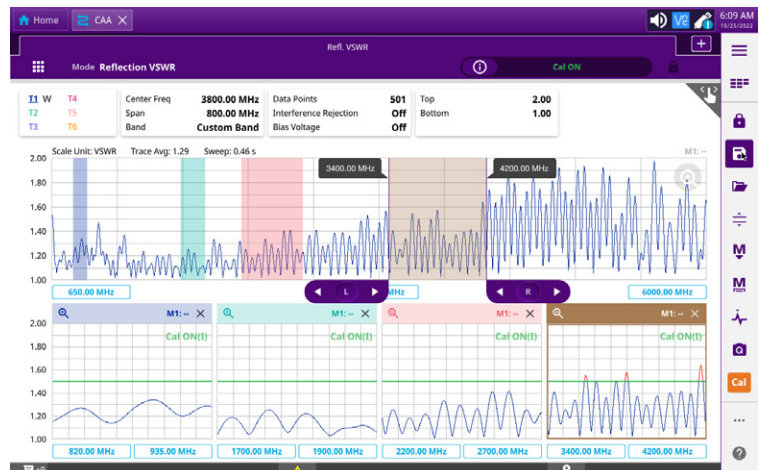 Home CAA 6:09 AM
10/25/2022
Refl. VSWR
Mode Reflection VSWR Cal ON
T1 W T4 Center Freq 3800.00 MHz Data Points 501 Top 2.00
T2 T5 Span 800.00 MHz Interference Rejection Off Bottom 1.00
T3 T6 Band Custom Band Bias Voltage Off
Scale Unit: VSWR Trace Avg: 1.29 Sweep: 0.46 s M1: --
2.00
3400.00 MHz 4200.00 MHz
1.80
1.60
1.40
1.20
1.00
650.00 MHz L MHz R 6000.00 MHz
M1: -- M1: -- M1: -- M1: --
2.00
Cal ON(I) Cal ON(I) Cal ON(I) Cal ON(I)
1.80
1.60
1.40
1.20
1.00
820.00 MHz 935.00 MHz 1700.00 MHz 1900.00 MHz 2200.00 MHz 2700.00 MHz 3400.00 MHz 4200.00 MHz
M
M
Cal